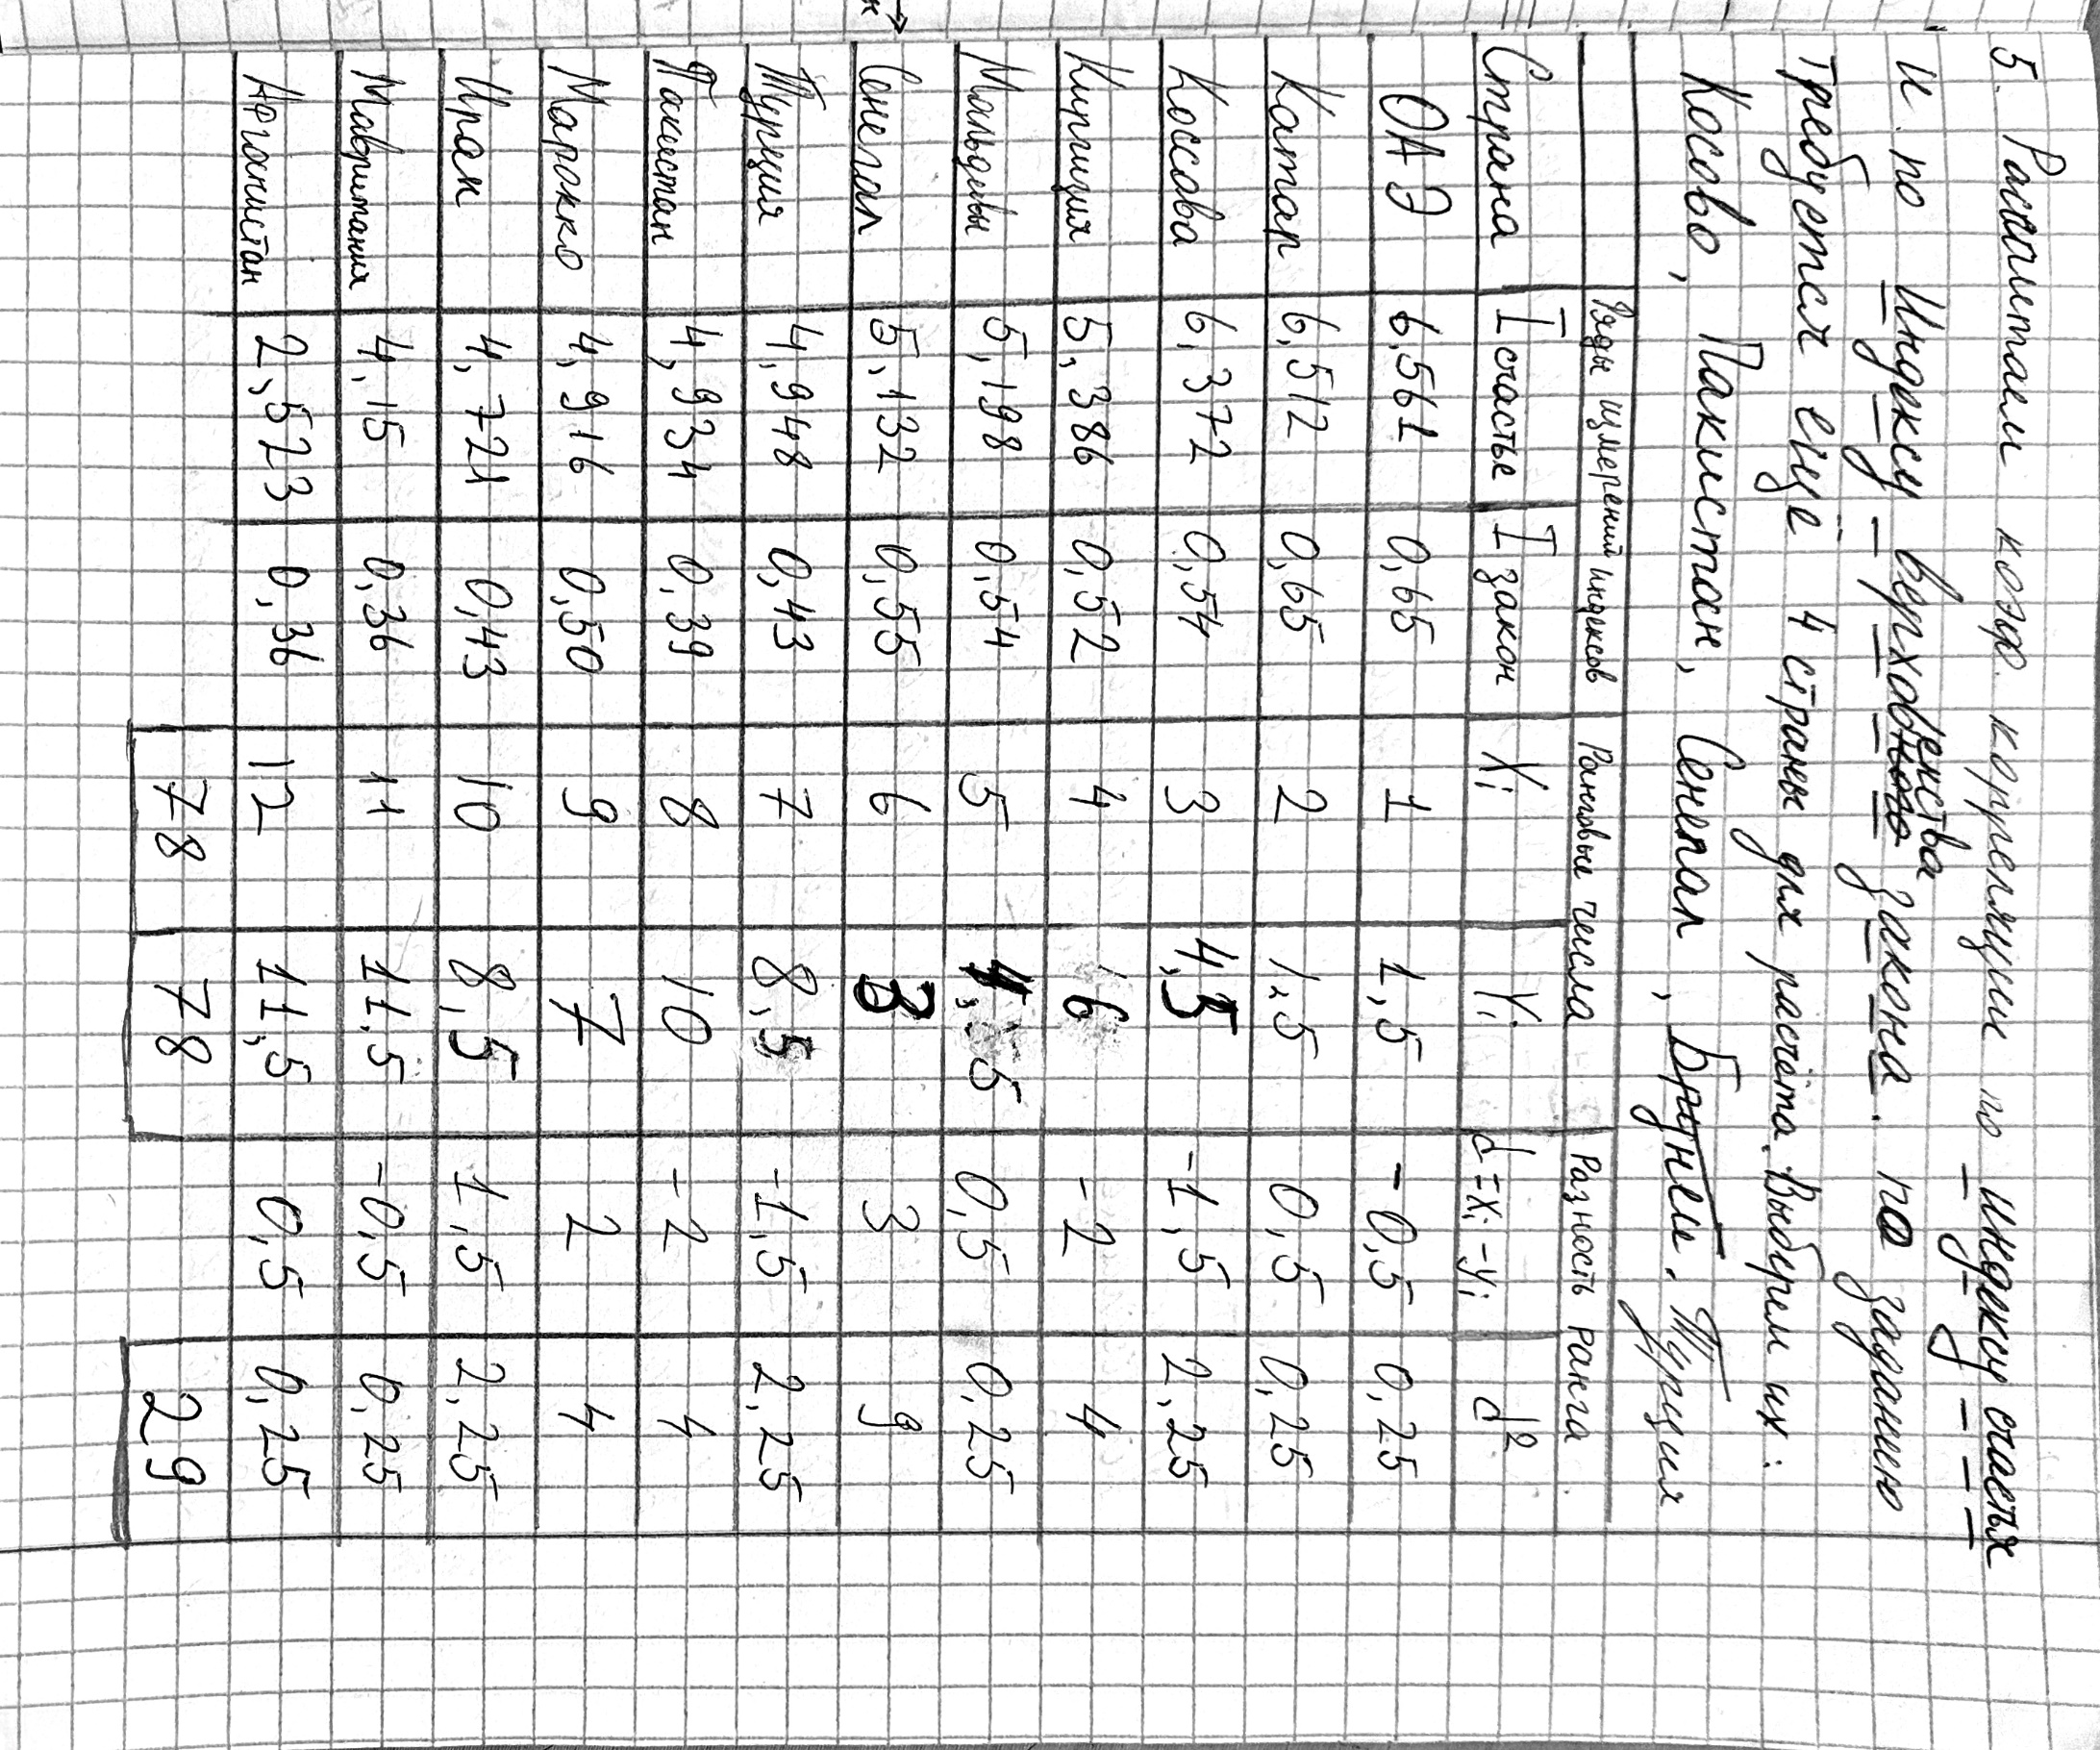 5. Рассчитаем коэф. корреляции по индексу счастья
и по Индексу верховенства закона. по заданию
требуется ещё 4 страны для расчёта. Выберем их:
Косово, Пакистан, Сенегал, Бруней. Турция
Ряды измерений индексов Ранговые числа Разность Ранга
Страна I счастье I закон Xi Yi d=Xi-Yi d²
ОАЭ 6,561 0,65 1 1,5 -0,5 0,25
Катар 6,512 0,65 2 1,5 0,5 0,25
Коссава 6,372 0,54 3 4,5 -1,5 2,25
Киргизия 5,386 0,52 4 6 -2 4
Мальдивы 5,198 0,54 5 4,5 0,5 0,25
Сенегал 5,132 0,55 6 3 3 9
Турция 4,948 0,43 7 8,5 -1,5 2,25
Пакистан 4,934 0,39 8 10 -2 4
Марокко 4,916 0,50 9 7 2 4
Иран 4,721 0,43 10 8,5 1,5 2,25
Мавритания 4,15 0,36 11 11,5 -0,5 0,25
Афганистан 2,523 0,36 12 11,5 0,5 0,25
78 78 29